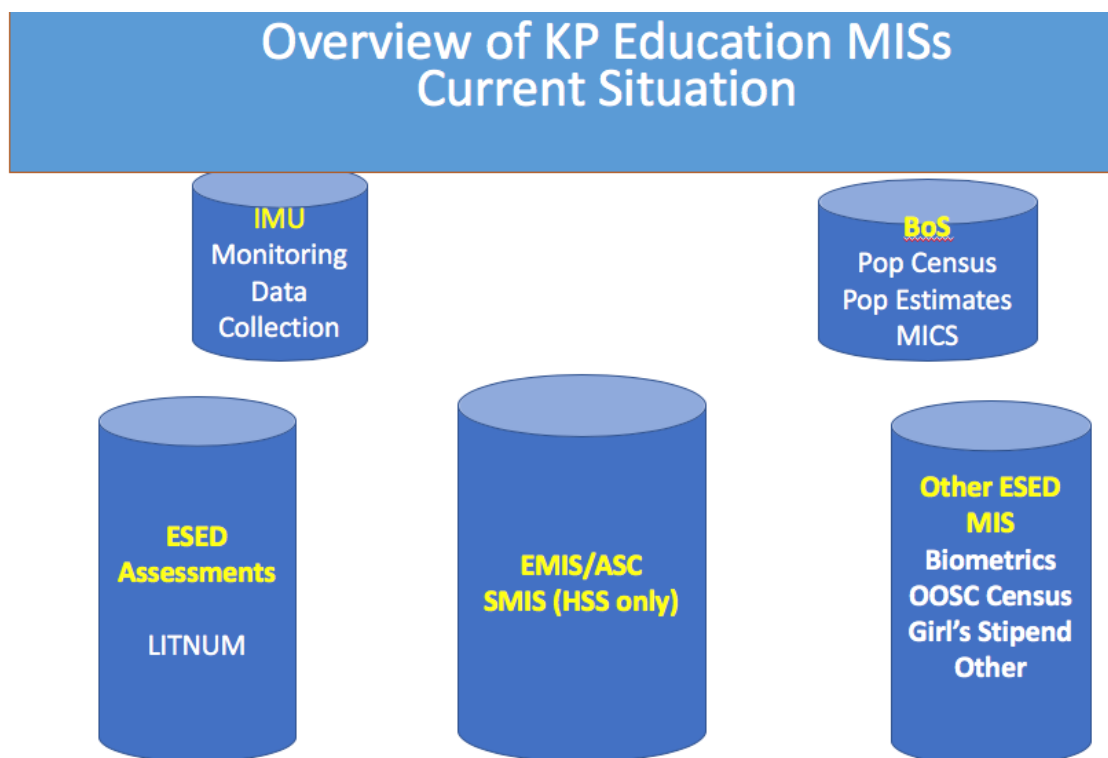 Overview of KP Education MISs
Current Situation
IMU
Monitoring
Data
Collection
BoS
Pop Census
Pop Estimates
MICS
ESED
Assessments
LITNUM
EMIS/ASC
SMIS (HSS only)
Other ESED
MIS
Biometrics
OOSC Census
Girl's Stipend
Other